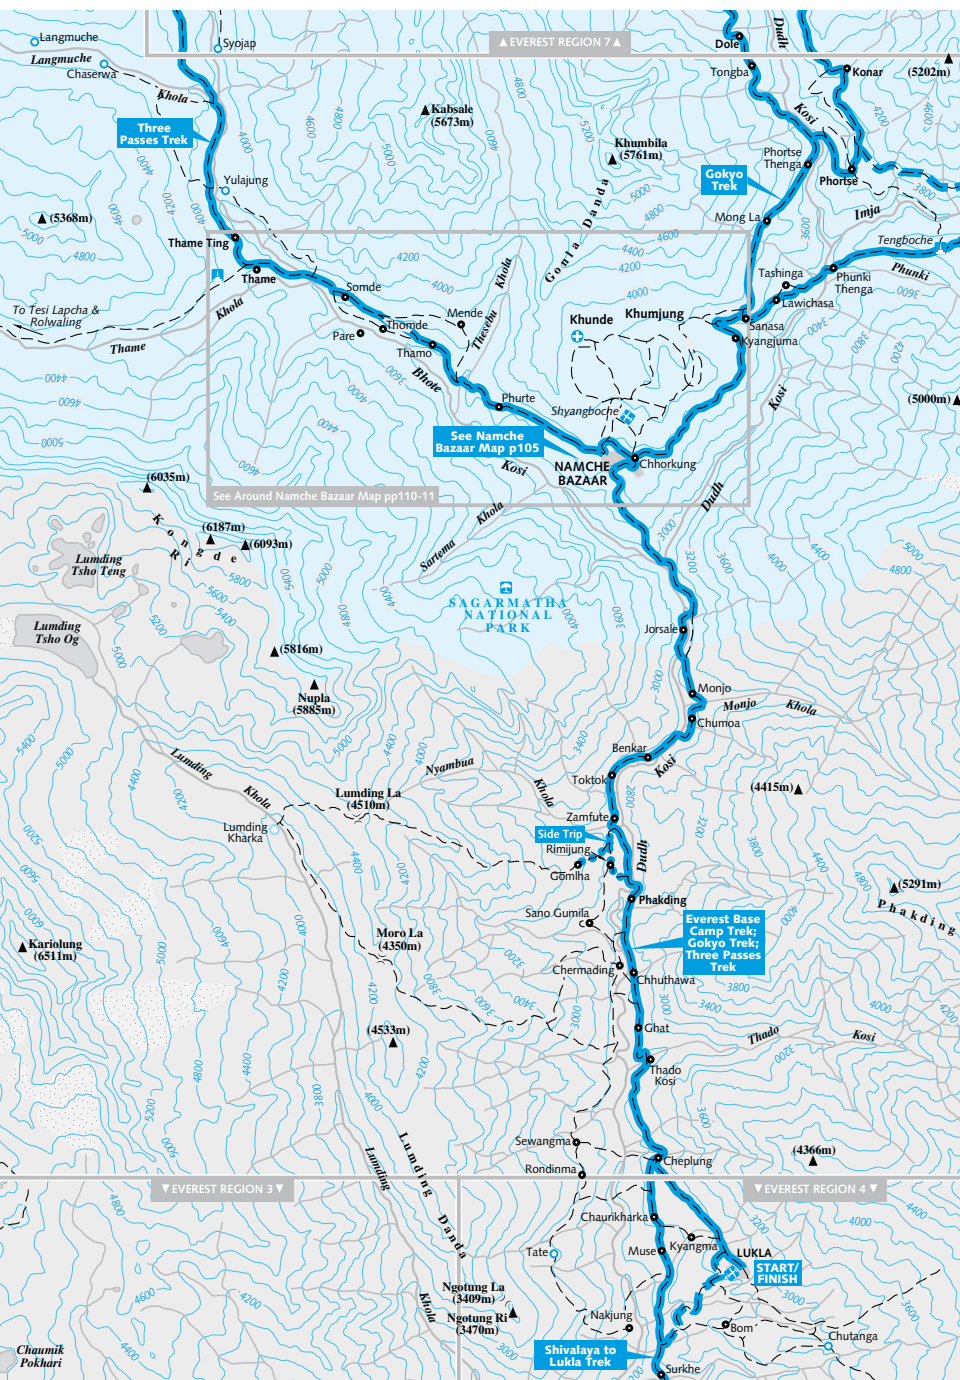 Langmuche
Langmuche
Chaserwa
Khola
Syojap
▲ EVEREST REGION 7 ▲
Dole
Dudh
Tongba
Konar
(5202m)
Kabsale
(5673m)
Kosi
Three
Passes Trek
Khumbila
(5761m)
Phortse
Thenga
Gokyo
Trek
Phortse
Yulajung
(5368m)
Mong La
Imja
Gonla Danda
Thame Ting
Tengboche
Thame
Khola
Khola
Tashinga
Phunki
Thenga
Phunki
Somde
Lawichasa
To Tesi Lapcha &
Rolwaling
Mende
Thesebu
Khunde
Khumjung
Sanasa
Thomde
Pare
Kyangjuma
Thame
Thamo
Bhote
Kosi
Phurte
Shyangboche
(5000m)
See Namche
Bazaar Map p105
NAMCHE
BAZAAR
Chhorkung
Kosi
(6035m)
See Around Namche Bazaar Map pp110-11
Dudh
Khola
Kongde
Ri
(6187m)
(6093m)
Sartema
Lumding
Tsho Teng
SAGARMATHA
NATIONAL
PARK
Lumding
Tsho Og
Jorsale
(5816m)
Nupla
(5885m)
Monjo
Monjo
Khola
Chumoa
Benkar
Kosi
Lumding
Khola
Nyambua
Khola
Toktok
Lumding La
(4510m)
(4415m)
Zamfute
Lumding
Kharka
Side Trip
Rimijung
Dudh
Gomlha
(5291m)
Phakding
Phakding
Sano Gumila
Everest Base
Camp Trek;
Gokyo Trek;
Three Passes
Trek
Moro La
(4350m)
Kariolung
(6511m)
Chermading
Chhuthawa
(4533m)
Ghat
Thado
Kosi
Thado
Kosi
Sewangma
Lumding
Lumding Danda
Cheplung
(4366m)
Rondinma
▼ EVEREST REGION 3 ▼
▼ EVEREST REGION 4 ▼
Chaurikharka
Tate
Muse
Kyangma
LUKLA
START/
FINISH
Khola
Ngotung La
(3409m)
Ngotung Ri
(3470m)
Nakjung
Bom
Chutanga
Chaumik
Pokhari
Shivalaya to
Lukla Trek
Surkhe